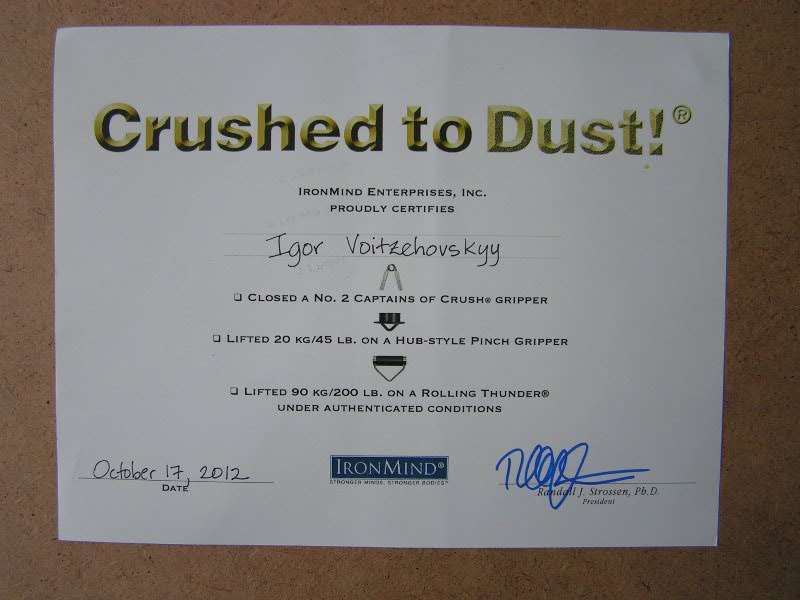 Crushed to Dust!®
IRONMIND ENTERPRISES, INC.
PROUDLY CERTIFIES
Igor Voitzehovskyy
❑ CLOSED A NO. 2 CAPTAINS OF CRUSH® GRIPPER
❑ LIFTED 20 KG/45 LB. ON A HUB-STYLE PINCH GRIPPER
❑ LIFTED 90 KG/200 LB. ON A ROLLING THUNDER®
UNDER AUTHENTICATED CONDITIONS
October 17, 2012
DATE
IRONMIND®
STRONGER MINDS, STRONGER BODIES™
Randall J. Strossen, Ph.D.
President